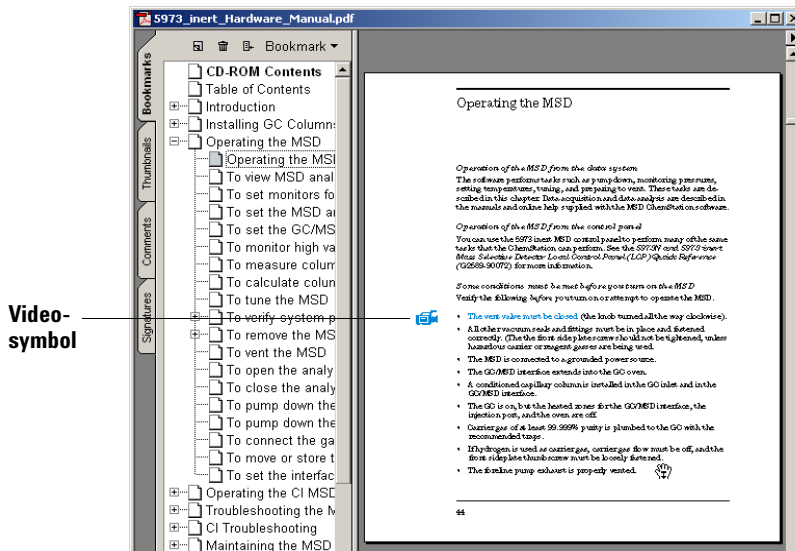 5973_inert_Hardware_Manual.pdf
Bookmark
Bookmarks
Thumbnails
Comments
Signatures
CD-ROM Contents
Table of Contents
Introduction
Installing GC Column
Operating the MSD
Operating the MSI
To view MSD anal
To set monitors fo
To set the MSD an
To set the GC/MS
To monitor high va
To measure colum
To calculate colun
To tune the MSD
To verify system p
To remove the MS
To vent the MSD
To open the analy
To close the analy
To pump down the
To pump down the
To connect the ga
To move or store t
To set the interfac
Operating the CI MSD
Troubleshooting the M
CI Troubleshooting
Maintaining the MSD
Video-
symbol
Operating the MSD
Operation of the MSD from the data system
The software performs tasks such as pumpdown, monitoring pressures,
setting temperatures, tuning, and preparing to vent. These tasks are de-
scribed in this chapter. Data acquisition and data analysis are described in
the manuals and online help supplied with the MSD ChemStation software.
Operation of the MSD from the control panel
You can use the 5973 inert MSD control panel to perform many of the same
tasks that the ChemStation can perform. See the 5973N and 5973 inert
Mass Selective Detector Local Control Panel (LCP) Quick Reference
(G2589-90072) for more information.
Some conditions must be met before you turn on the MSD
Verify the following before you turn on or attempt to operate the MSD.
• The vent valve must be closed (the knob turned all the way clockwise).
• All other vacuum seals and fittings must be in place and fastened
correctly. (The the front side plate screw should not be tightened, unless
hazardous carrier or reagent gasses are being used.
• The MSD is connected to a grounded power source.
• The GC/MSD interface extends into the GC oven.
• A conditioned capillary column is installed in the GC inlet and in the
GC/MSD interface.
• The GC is on, but the heated zones for the GC/MSD interface, the
injection port, and the oven are off.
• Carrier gas of at least 99.999% purity is plumbed to the GC with the
recommended traps.
• If hydrogen is used as carrier gas, carrier gas flow must be off, and the
front sideplate thumbscrew must be loosely fastened.
• The foreline pump exhaust is properly vented.
44